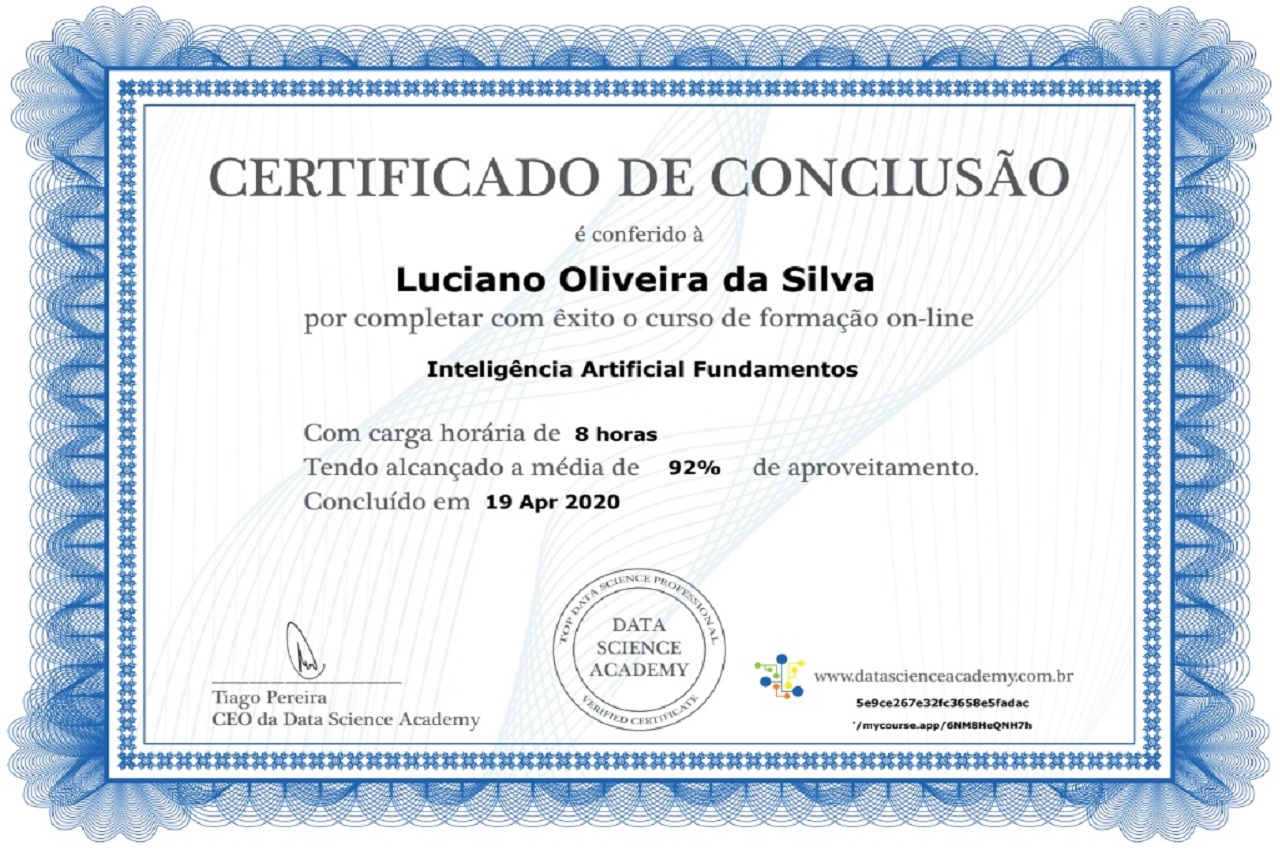 CERTIFICADO DE CONCLUSÃO
é conferido à
Luciano Oliveira da Silva
por completar com êxito o curso de formação on-line
Inteligência Artificial Fundamentos
Com carga horária de 8 horas
Tendo alcançado a média de 92% de aproveitamento.
Concluído em 19 Apr 2020
TOP DATA SCIENCE PROFESSIONAL
DATA
SCIENCE
ACADEMY
VERIFIED CERTIFICATE
Tiago Pereira
CEO da Data Science Academy
www.datascienceacademy.com.br
5e9ce267e32fc3658e5fadac
/mycourse.app/6NM8HeQNH7h